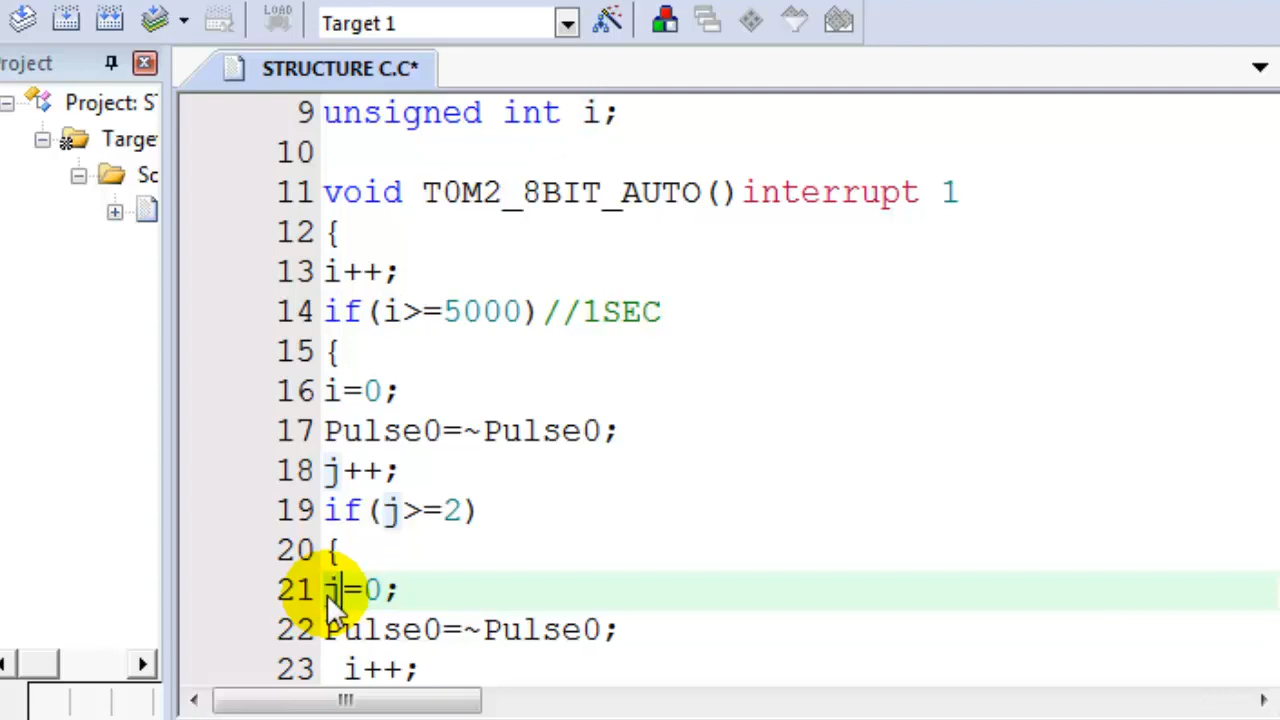 LOAD
Target 1
roject
STRUCTURE C.C*
Project: S
Targe
Sc
9 unsigned int i;
10
11 void T0M2_8BIT_AUTO()interrupt 1
12 {
13 i++;
14 if(i>=5000)//1SEC
15 {
16 i=0;
17 Pulse0=~Pulse0;
18 j++;
19 if(j>=2)
20 {
21 j=0;
22 Pulse0=~Pulse0;
23 i++;